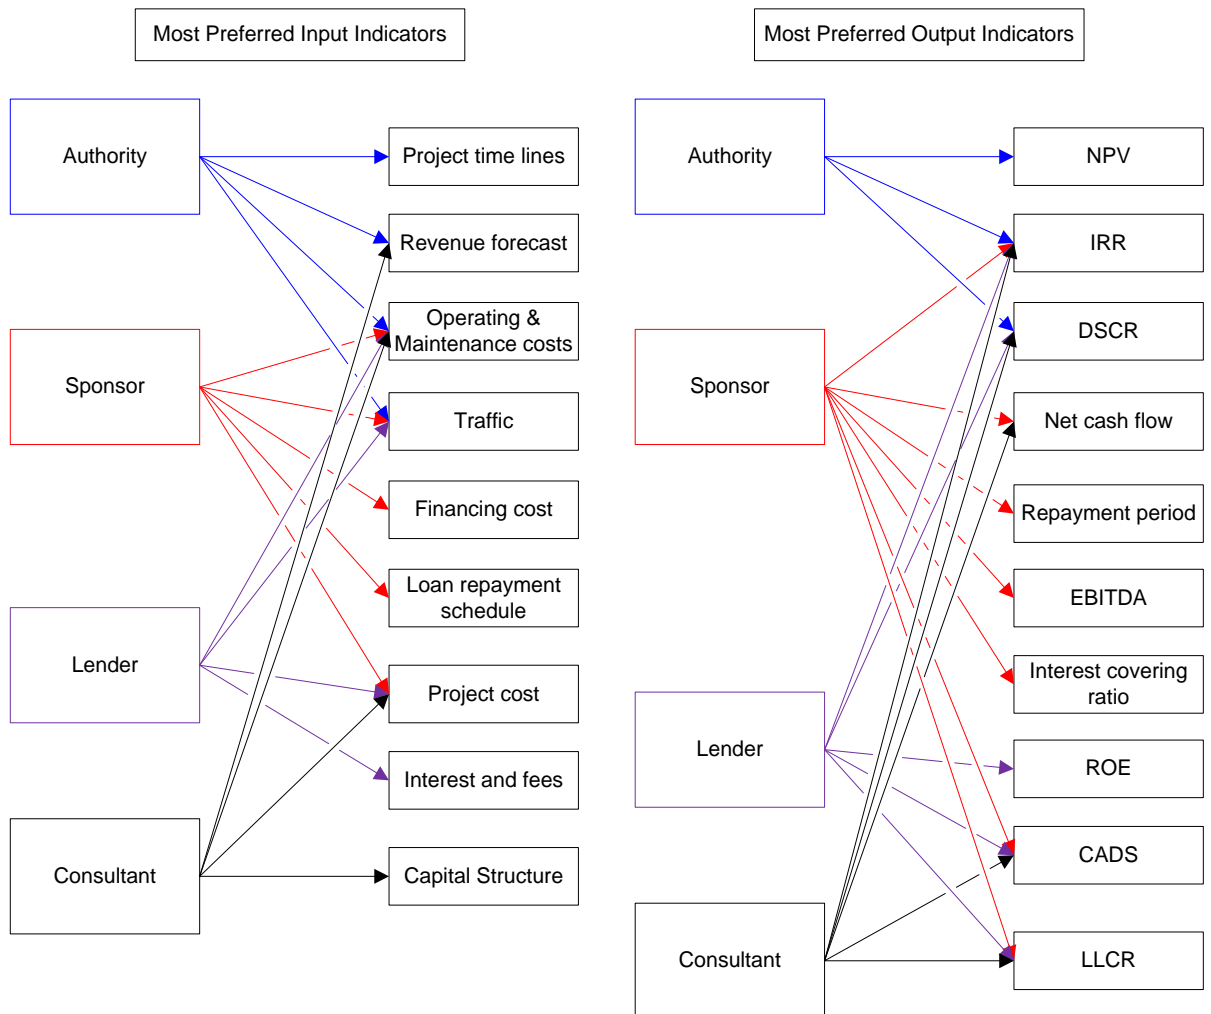 Most Preferred Input Indicators
Authority
Sponsor
Lender
Consultant
Project time lines
Revenue forecast
Operating &
Maintenance costs
Traffic
Financing cost
Loan repayment
schedule
Project cost
Interest and fees
Capital Structure
Most Preferred Output Indicators
Authority
Sponsor
Lender
Consultant
NPV
IRR
DSCR
Net cash flow
Repayment period
EBITDA
Interest covering
ratio
ROE
CADS
LLCR